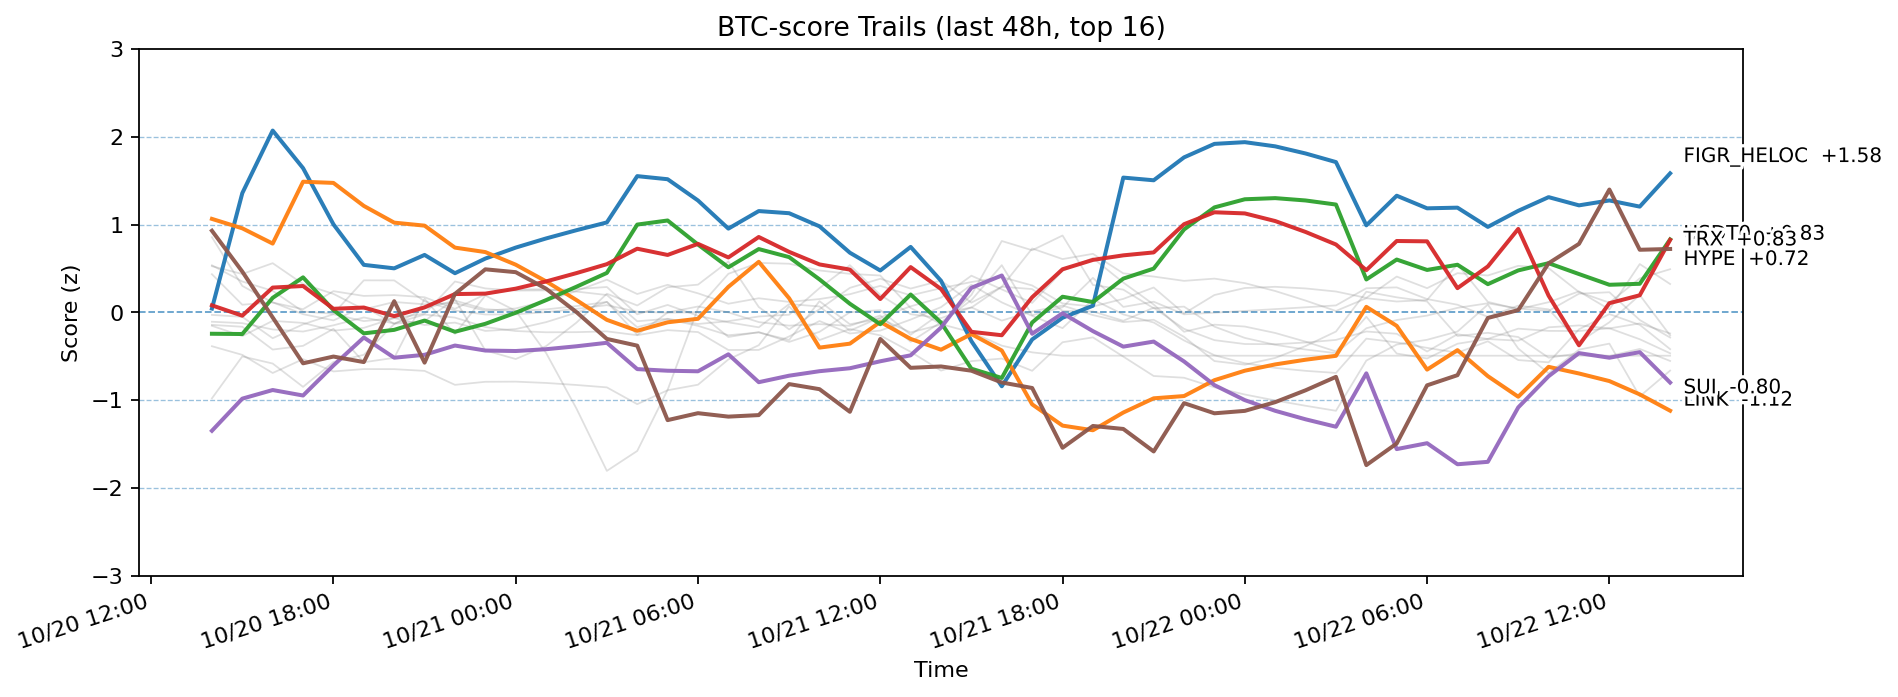 BTC-score Trails (last 48h, top 16)
3
2
1
0
−1
−2
−3
Score (z)
FIGR_HELOC +1.58
TRX +0.83
HYPE +0.72
SUI -0.80
LINK -1.12
10/20 12:00
10/20 18:00
10/21 00:00
10/21 06:00
10/21 12:00
10/21 18:00
10/22 00:00
10/22 06:00
10/22 12:00
Time